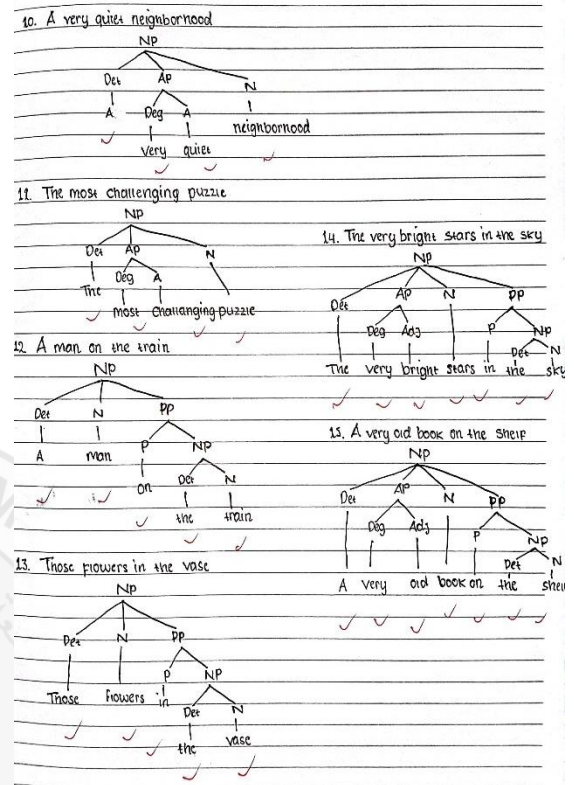 10. A very quiet neighbornood
NP
Det AP N
A Deg A neighbornood
very quiet
11. The most challenging puzzle
NP
Det AP N
The Deg A
most challanging puzzle
12 A man on the train
NP
Det N PP
A man P NP
on Det N
the train
13. Those flowers in the vase
NP
Det N PP
Those flowers P NP
in Det N
the vase
14. The very bright stars in the sky
NP
Det AP N PP
Deg Adj P NP
Det N
The very bright stars in the sky
15. A very old book on the shelf
NP
Det AP N PP
Deg Adj P NP
Det N
A very old book on the shelf